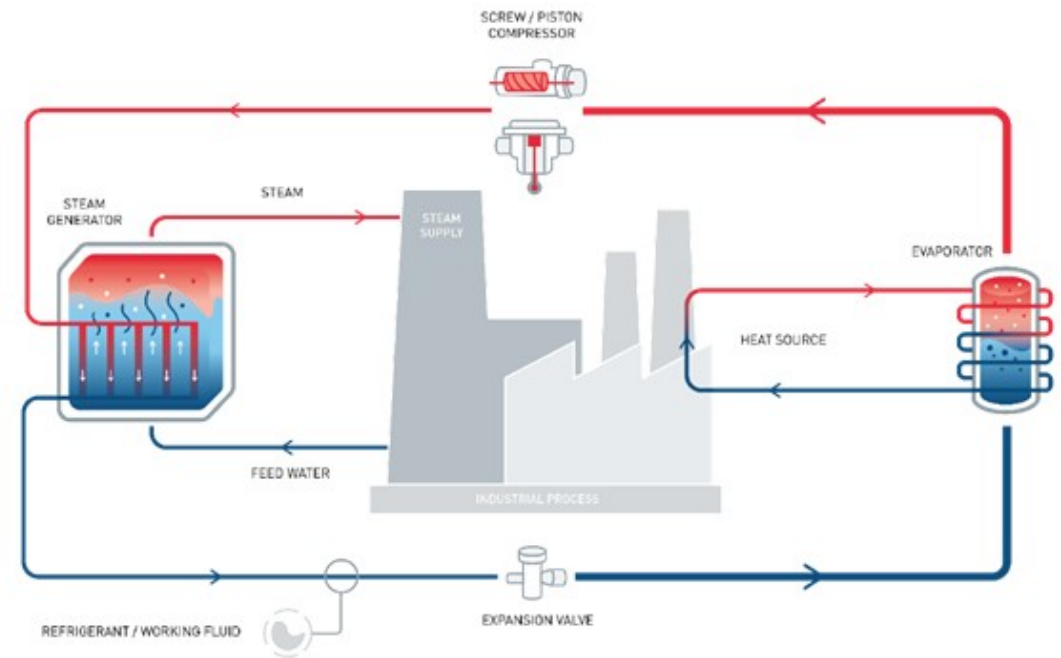 SCREW / PISTON
COMPRESSOR
STEAM
STEAM
GENERATOR
STEAM
SUPPLY
EVAPORATOR
HEAT SOURCE
FEED WATER
INDUSTRIAL PROCESS
EXPANSION VALVE
REFRIGERANT / WORKING FLUID